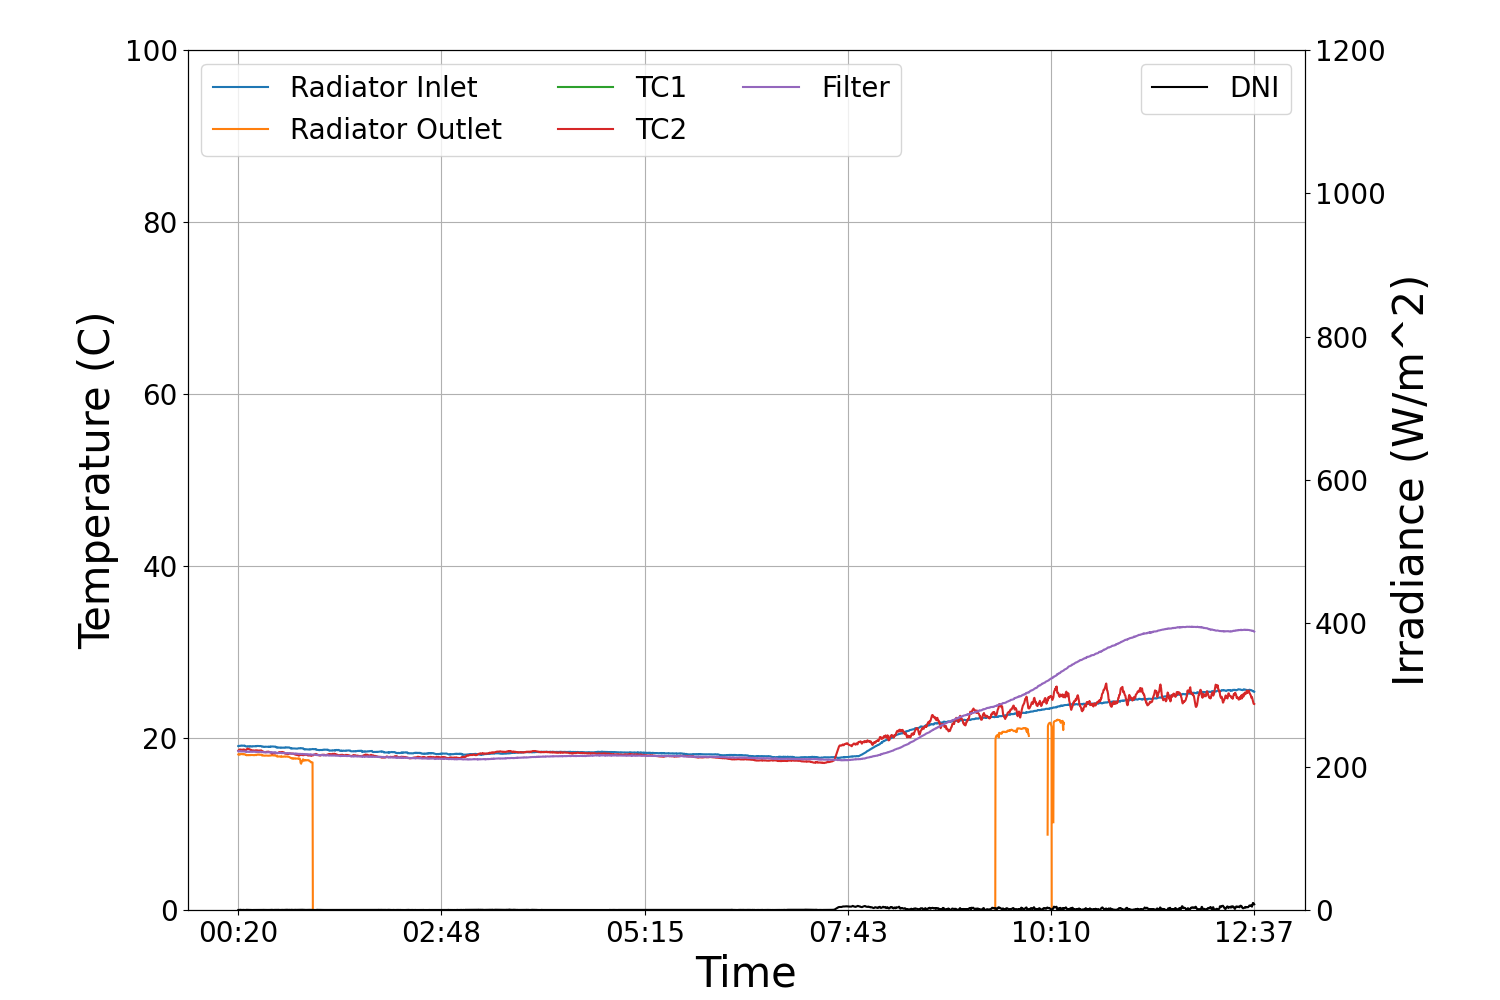 100
80
60
40
20
0
Temperature (C)
Radiator Inlet
Radiator Outlet
TC1
TC2
Filter
DNI
1200
1000
800
600
400
200
0
Irradiance (W/m^2)
00:20 02:48 05:15 07:43 10:10 12:37
Time